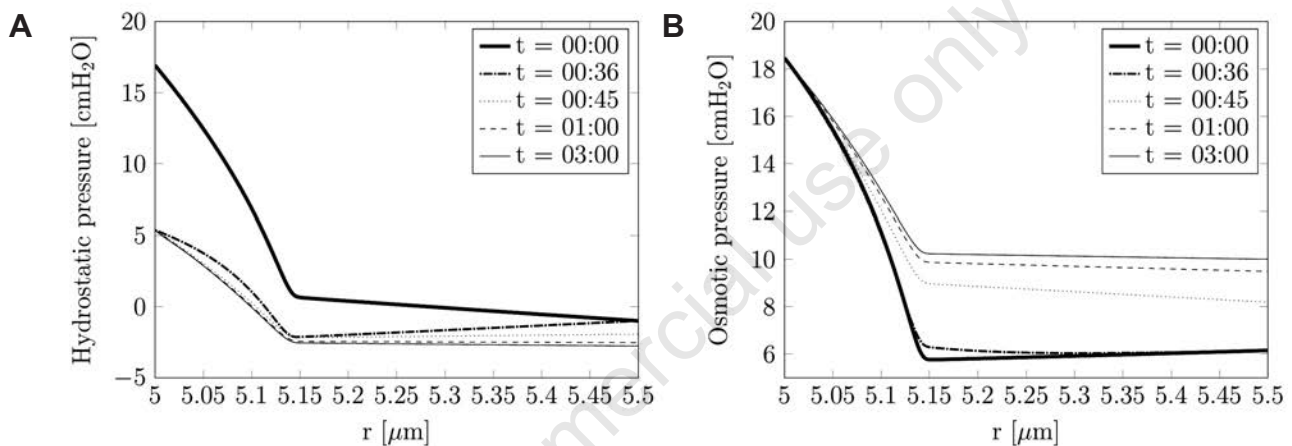 A
Hydrostatic pressure [cmH₂O]
20
15
10
5
0
−5
t = 00:00
t = 00:36
t = 00:45
t = 01:00
t = 03:00
5 5.05 5.1 5.15 5.2 5.25 5.3 5.35 5.4 5.45 5.5
r [μm]
B
Osmotic pressure [cmH₂O]
20
18
16
14
12
10
8
6
t = 00:00
t = 00:36
t = 00:45
t = 01:00
t = 03:00
5 5.05 5.1 5.15 5.2 5.25 5.3 5.35 5.4 5.45 5.5
r [μm]
mercial use only